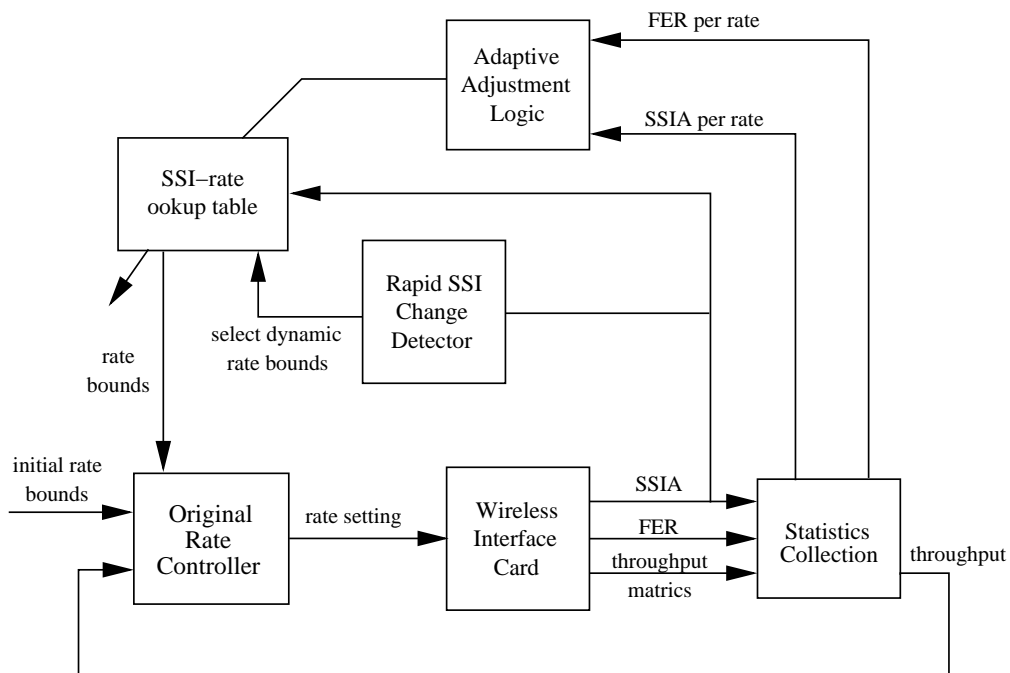 FER per rate
Adaptive
Adjustment
Logic
SSIA per rate
SSI–rate
ookup table
Rapid SSI
Change
Detector
select dynamic
rate bounds
rate
bounds
initial rate
bounds
Original
Rate
Controller
rate setting
Wireless
Interface
Card
SSIA
FER
throughput
matrics
Statistics
Collection
throughput